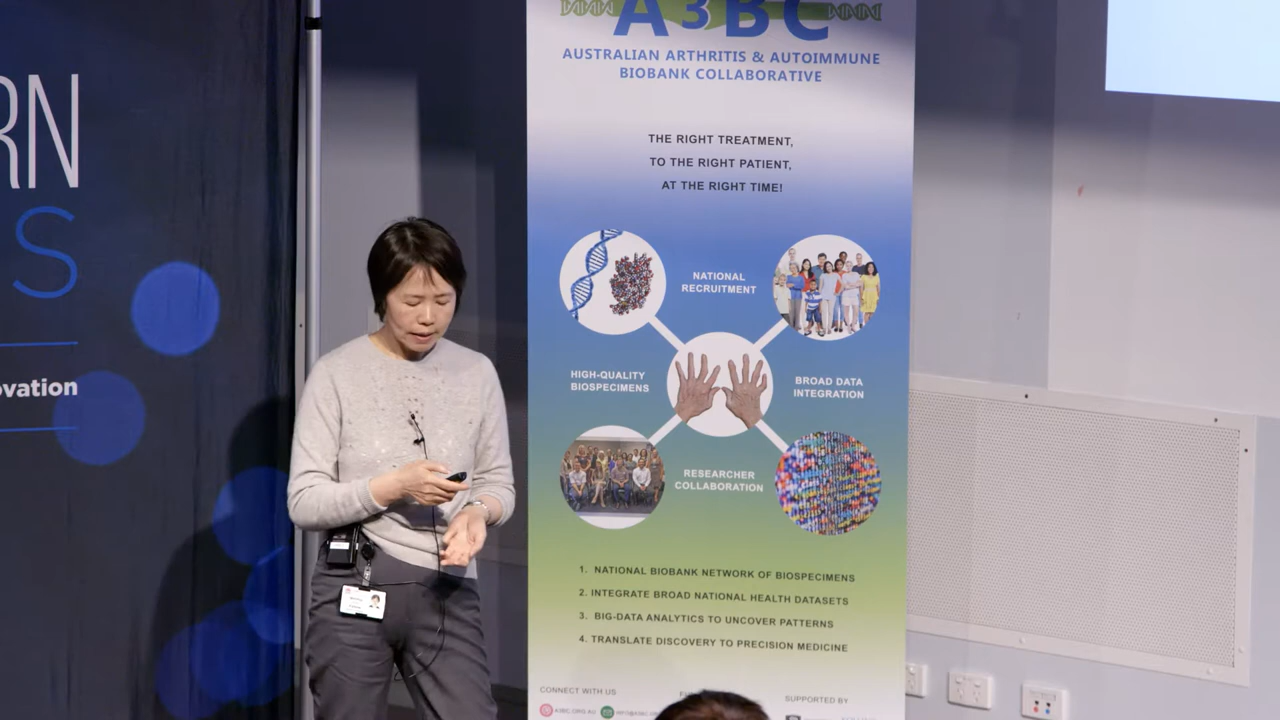 RN
S
ovation
A3BC
AUSTRALIAN ARTHRITIS & AUTOIMMUNE
BIOBANK COLLABORATIVE
THE RIGHT TREATMENT,
TO THE RIGHT PATIENT,
AT THE RIGHT TIME!
NATIONAL
RECRUITMENT
HIGH-QUALITY
BIOSPECIMENS
BROAD DATA
INTEGRATION
RESEARCHER
COLLABORATION
1. NATIONAL BIOBANK NETWORK OF BIOSPECIMENS
2. INTEGRATE BROAD NATIONAL HEALTH DATASETS
3. BIG-DATA ANALYTICS TO UNCOVER PATTERNS
4. TRANSLATE DISCOVERY TO PRECISION MEDICINE
CONNECT WITH US
SUPPORTED BY
A3BC.ORG.AU